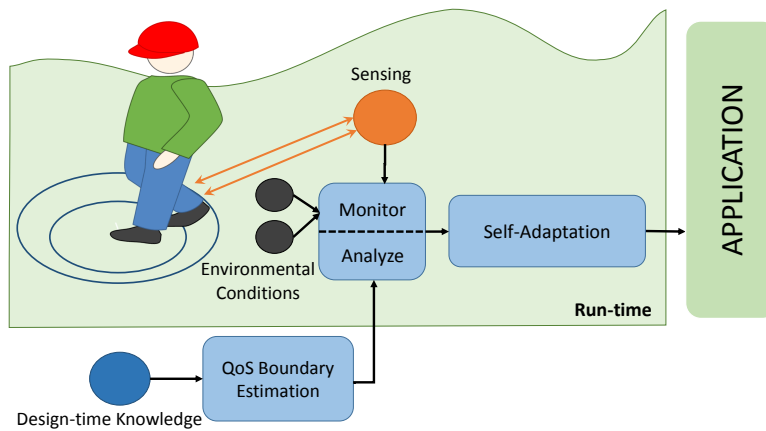 Sensing
Monitor
Analyze
Environmental
Conditions
Self-Adaptation
APPLICATION
Run-time
QoS Boundary
Estimation
Design-time Knowledge